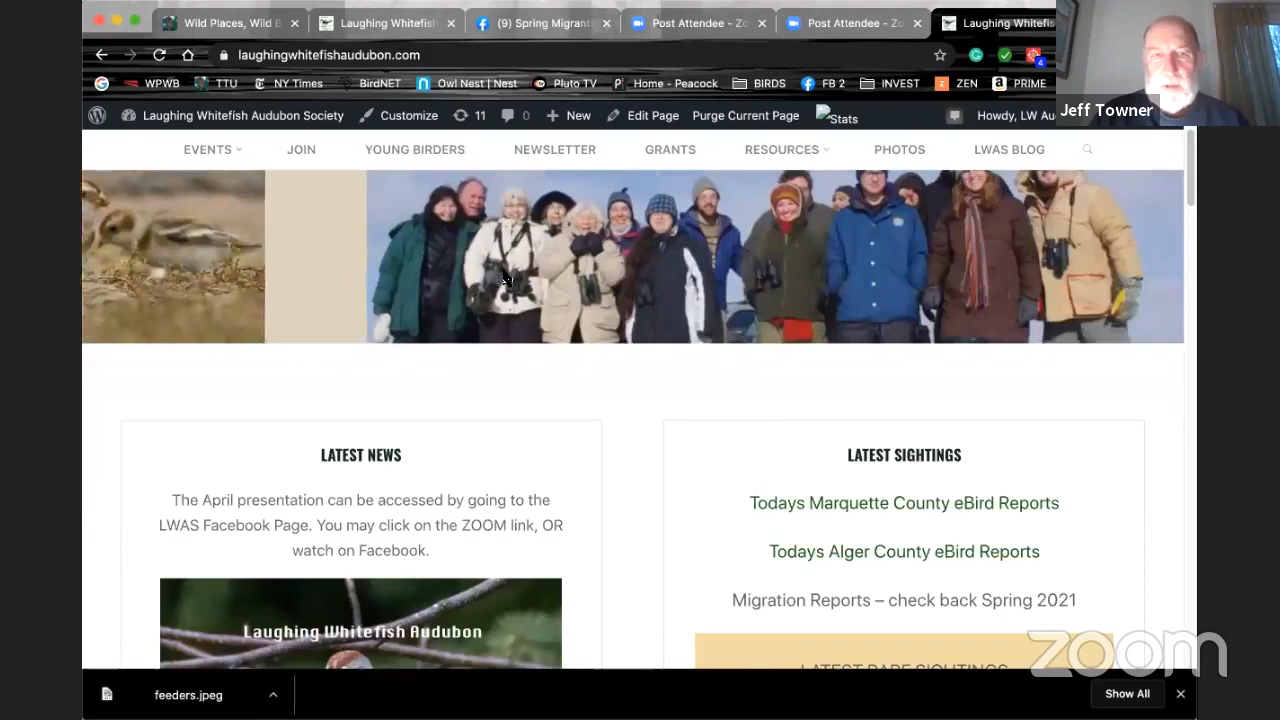 Wild Places, Wild B
Laughing Whitefish
(9) Spring Migrant
Post Attendee - Zo
Post Attendee - Zo
Laughing Whitefis
laughingwhitefishaudubon.com
4
WPWB
TTU
NY Times
BirdNET
Owl Nest | Nest
Pluto TV
Home - Peacock
BIRDS
FB 2
INVEST
ZEN
PRIME
Jeff Towner
Laughing Whitefish Audubon Society
Customize
11
0
New
Edit Page
Purge Current Page
Stats
Howdy, LW Au
EVENTS
JOIN
YOUNG BIRDERS
NEWSLETTER
GRANTS
RESOURCES
PHOTOS
LWAS BLOG
LATEST NEWS
The April presentation can be accessed by going to the
LWAS Facebook Page. You may click on the ZOOM link, OR
watch on Facebook.
Laughing Whitefish Audubon
LATEST SIGHTINGS
Todays Marquette County eBird Reports
Todays Alger County eBird Reports
Migration Reports – check back Spring 2021
LATEST RARE SIGHTINGS
zoom
feeders.jpeg
Show All